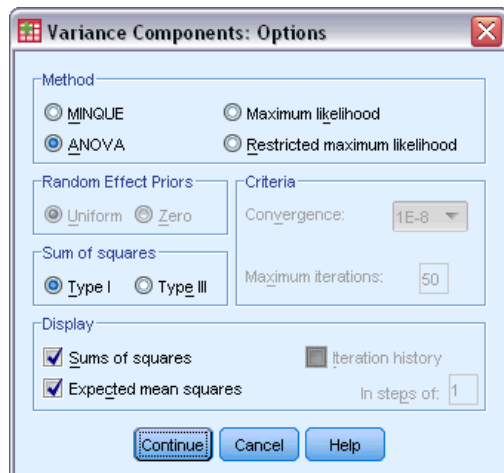 Variance Components: Options
Method
MINQUE
Maximum likelihood
ANOVA
Restricted maximum likelihood
Random Effect Priors
Uniform
Zero
Criteria
Convergence:
1E-8
Maximum iterations:
50
Sum of squares
Type I
Type III
Display
Sums of squares
Iteration history
Expected mean squares
In steps of:
1
Continue
Cancel
Help